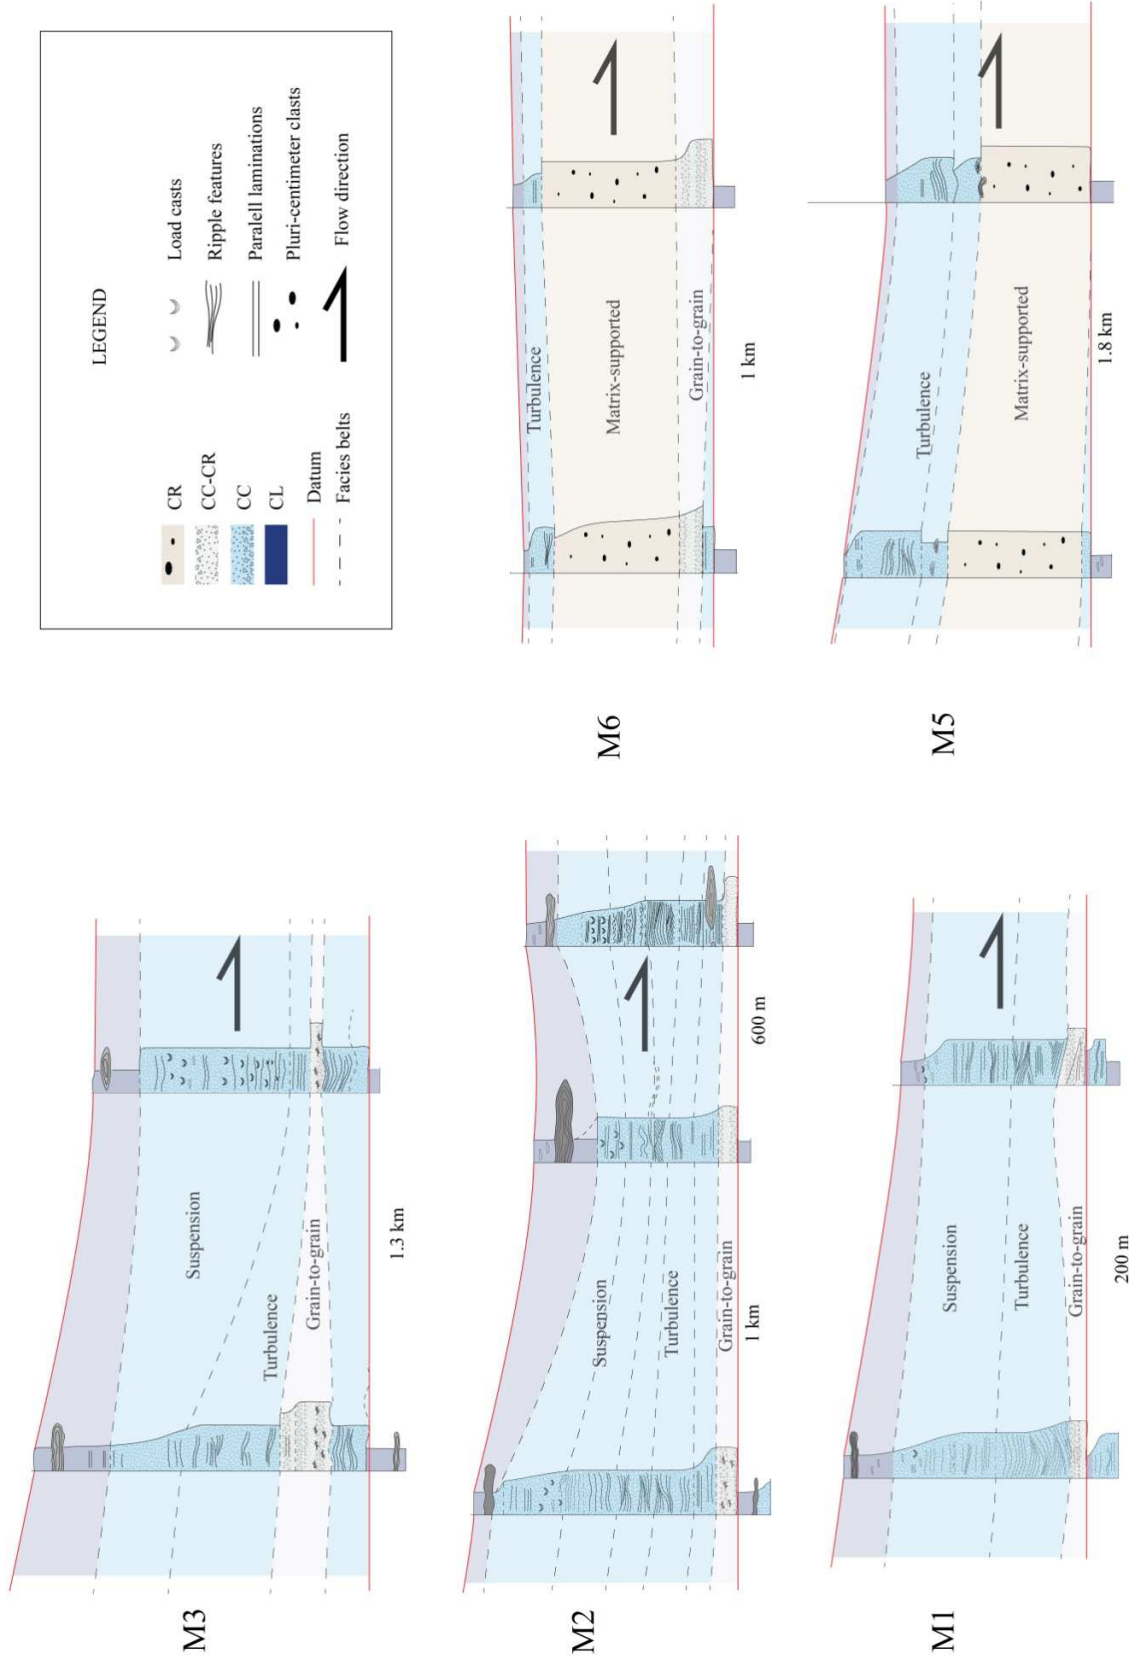 LEGEND
CR
CC-CR
CC
CL
Datum
Facies belts
Load casts
Ripple features
Paralell laminations
Pluri-centimeter clasts
Flow direction
M3
Suspension
Turbulence
Grain-to-grain
1.3 km
M2
Suspension
Turbulence
Grain-to-grain
1 km
600 m
M1
Suspension
Turbulence
Grain-to-grain
200 m
M6
Turbulence
Matrix-supported
Grain-to-grain
1 km
M5
Turbulence
Matrix-supported
1.8 km